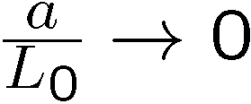 a/L₀ → 0